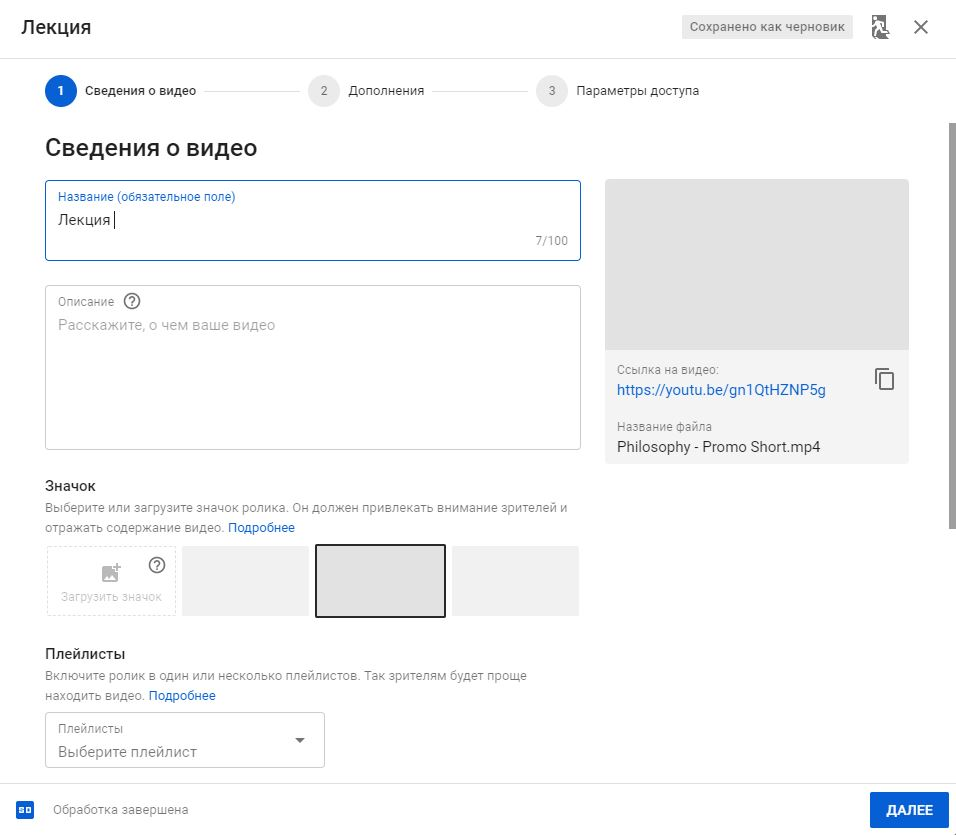 Лекция
Сохранено как черновик
1 Сведения о видео
2 Дополнения
3 Параметры доступа
Сведения о видео
Название (обязательное поле)
Лекция
7/100
Описание ?
Расскажите, о чем ваше видео
Ссылка на видео:
https://youtu.be/gn1QtHZNP5g
Название файла
Philosophy - Promo Short.mp4
Значок
Выберите или загрузите значок ролика. Он должен привлекать внимание зрителей и
отражать содержание видео. Подробнее
?
Загрузить значок
Плейлисты
Включите ролик в один или несколько плейлистов. Так зрителям будет проще
находить видео. Подробнее
Плейлисты
Выберите плейлист
SD Обработка завершена
ДАЛЕЕ